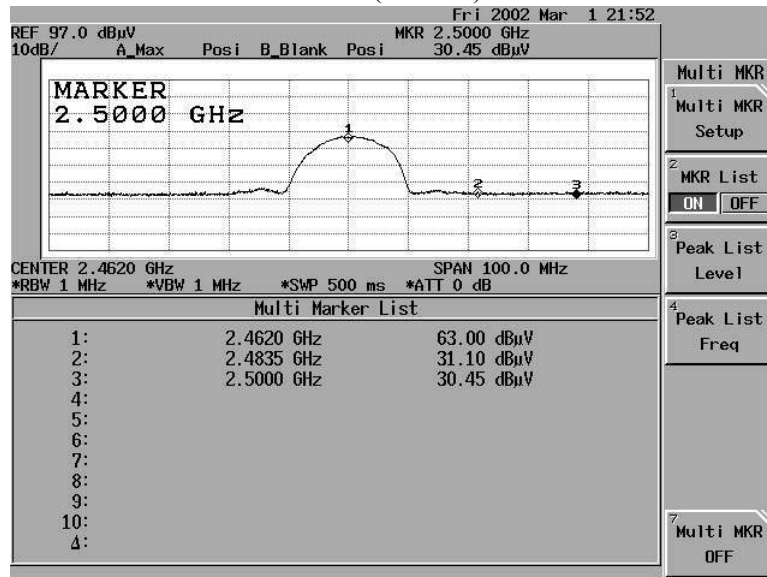 Fri 2002 Mar 1 21:52
REF 97.0 dBµV MKR 2.5000 GHz
10dB/ A_Max Posi B_Blank Posi 30.45 dBµV
MARKER
2.5000 GHz
1
2
3
CENTER 2.4620 GHz SPAN 100.0 MHz
*RBW 1 MHz *VBW 1 MHz *SWP 500 ms *ATT 0 dB
Multi Marker List
1: 2.4620 GHz 63.00 dBµV
2: 2.4835 GHz 31.10 dBµV
3: 2.5000 GHz 30.45 dBµV
4:
5:
6:
7:
8:
9:
10:
Δ:
Multi MKR
1
Multi MKR
Setup
2
MKR List
ON OFF
3
Peak List
Level
4
Peak List
Freq
7
Multi MKR
OFF